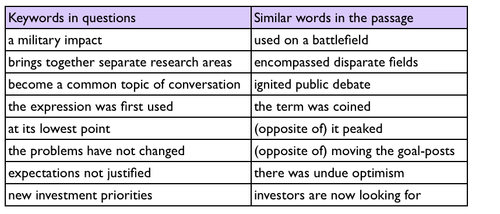 Keywords in questions Similar words in the passage
a military impact used on a battlefield
brings together separate research areas encompassed disparate fields
become a common topic of conversation ignited public debate
the expression was first used the term was coined
at its lowest point (opposite of) it peaked
the problems have not changed (opposite of) moving the goal-posts
expectations not justified there was undue optimism
new investment priorities investors are now looking for